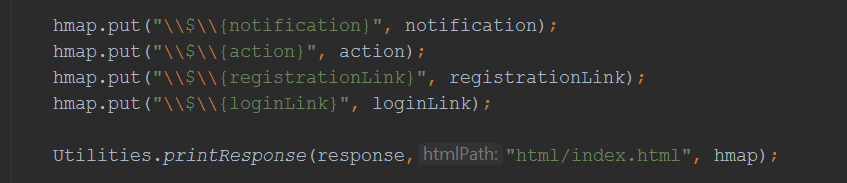 hmap.put("\\$\\{notification}", notification);
hmap.put("\\$\\{action}", action);
hmap.put("\\$\\{registrationLink}", registrationLink);
hmap.put("\\$\\{loginLink}", loginLink);
Utilities.printResponse(response, htmlPath: "html/index.html", hmap);